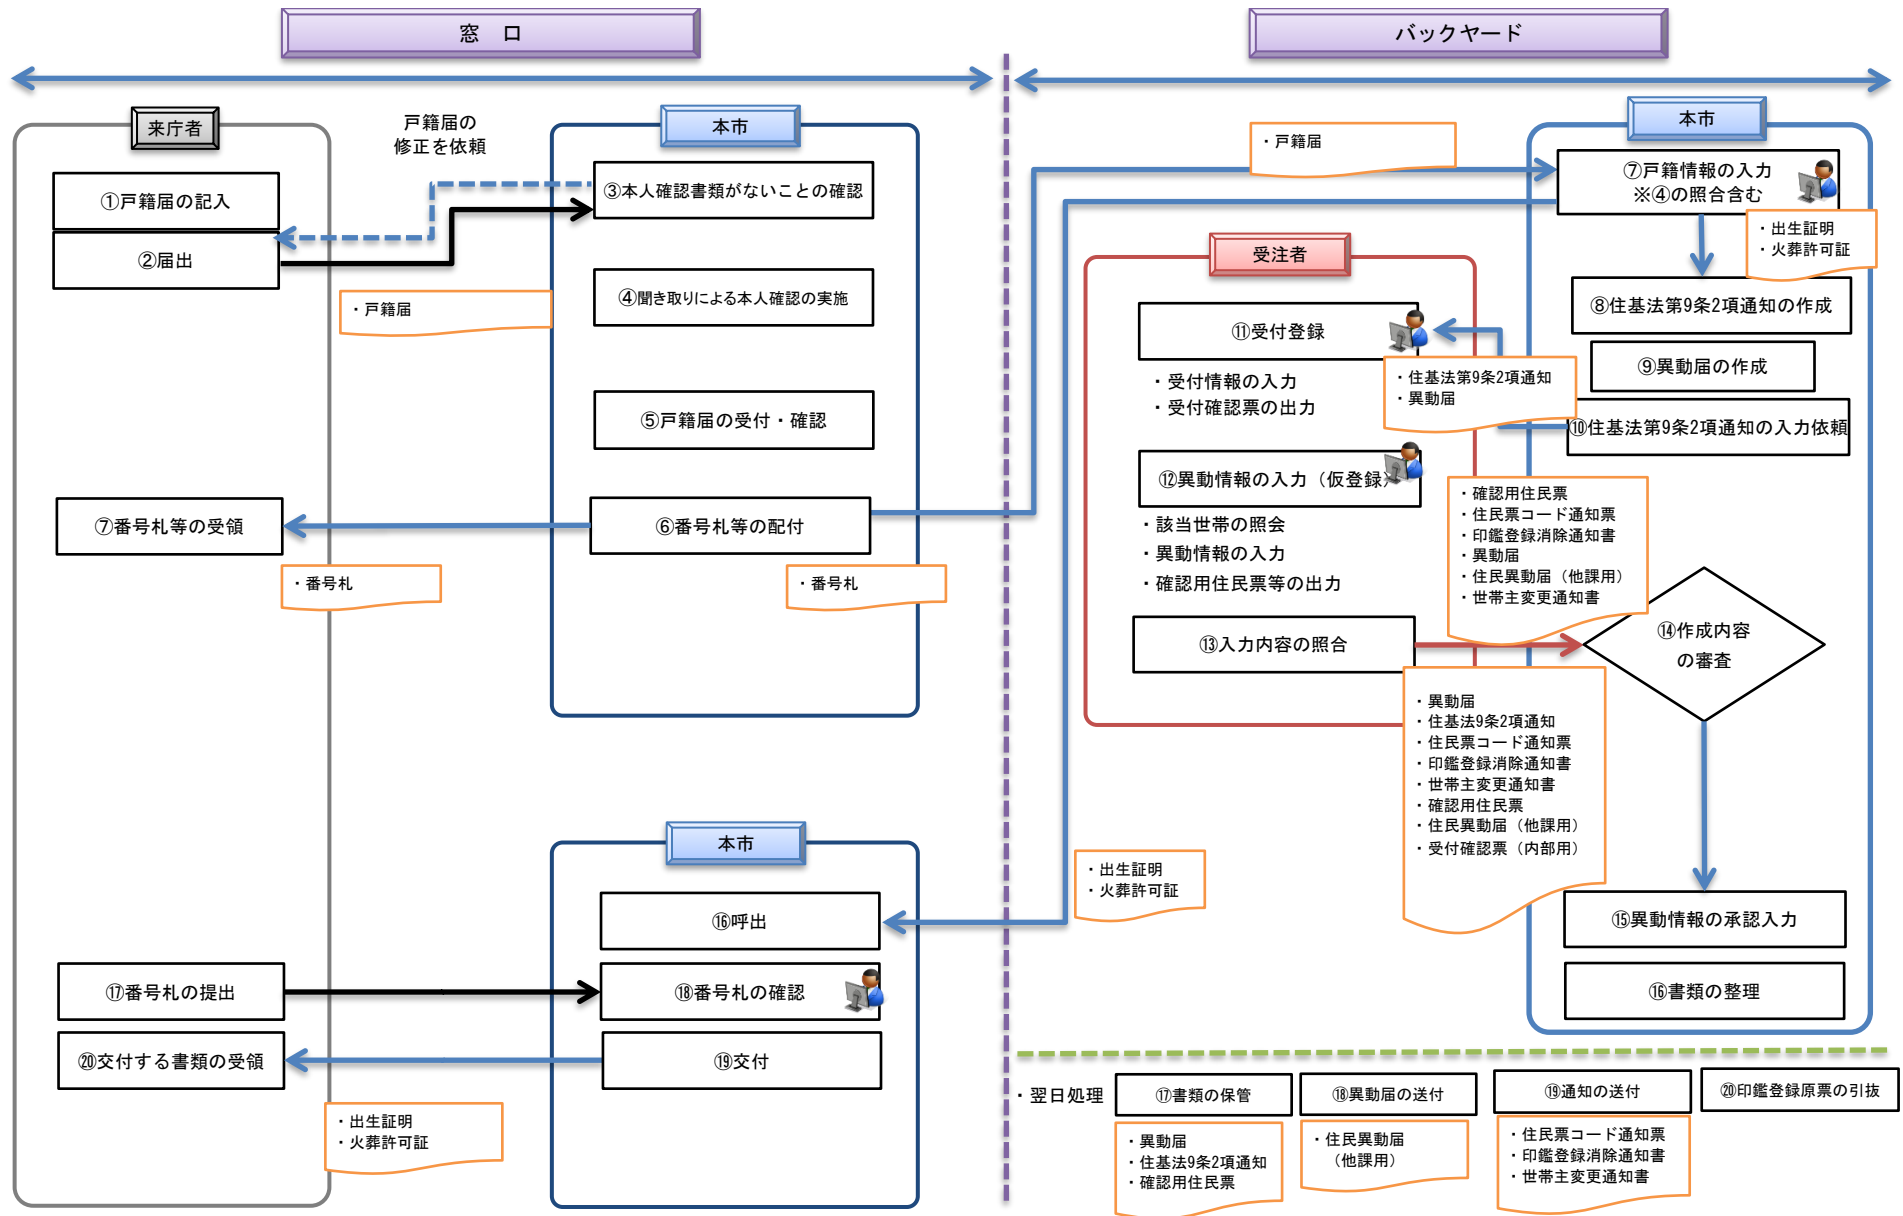 窓　口
バックヤード
来庁者
戸籍届の
修正を依頼
本市
①戸籍届の記入
②届出
・戸籍届
③本人確認書類がないことの確認
④聞き取りによる本人確認の実施
⑤戸籍届の受付・確認
⑥番号札等の配付
⑦番号札等の受領
・番号札
・番号札
本市
⑯呼出
⑰番号札の提出
⑱番号札の確認
⑲交付
⑳交付する書類の受領
・出生証明
・火葬許可証
・戸籍届
本市
⑦戸籍情報の入力
※④の照合含む
・出生証明
・火葬許可証
⑧住基法第9条2項通知の作成
⑨異動届の作成
⑩住基法第9条2項通知の入力依頼
受注者
⑪受付登録
・受付情報の入力
・受付確認票の出力
・住基法第9条2項通知
・異動届
⑫異動情報の入力（仮登録）
・該当世帯の照会
・異動情報の入力
・確認用住民票等の出力
・確認用住民票
・住民票コード通知票
・印鑑登録消除通知書
・異動届
・住民異動届（他課用）
・世帯主変更通知書
⑬入力内容の照合
⑭作成内容
の審査
・異動届
・住基法9条2項通知
・住民票コード通知票
・印鑑登録消除通知書
・世帯主変更通知書
・確認用住民票
・住民異動届（他課用）
・受付確認票（内部用）
・出生証明
・火葬許可証
⑮異動情報の承認入力
⑯書類の整理
・翌日処理
⑰書類の保管
・異動届
・住基法9条2項通知
・確認用住民票
⑱異動届の送付
・住民異動届
（他課用）
⑲通知の送付
・住民票コード通知票
・印鑑登録消除通知書
・世帯主変更通知書
⑳印鑑登録原票の引抜